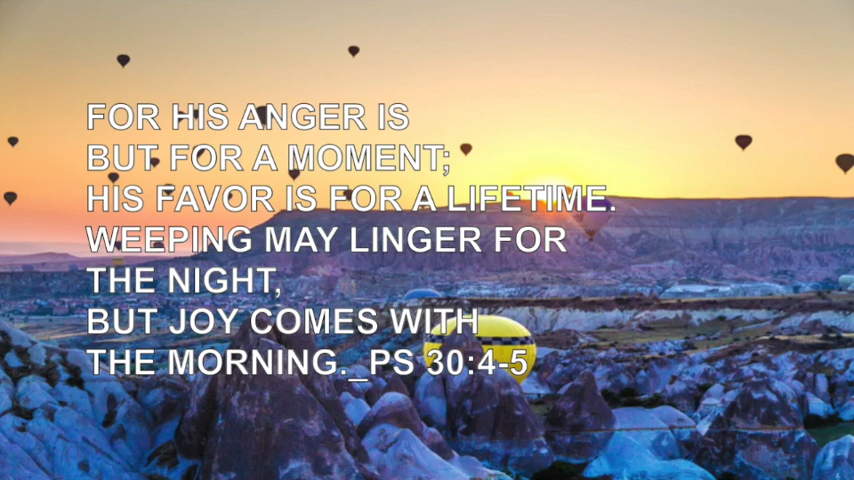 FOR HIS ANGER IS
BUT FOR A MOMENT;
HIS FAVOR IS FOR A LIFETIME.
WEEPING MAY LINGER FOR
THE NIGHT,
BUT JOY COMES WITH
THE MORNING._PS 30:4-5